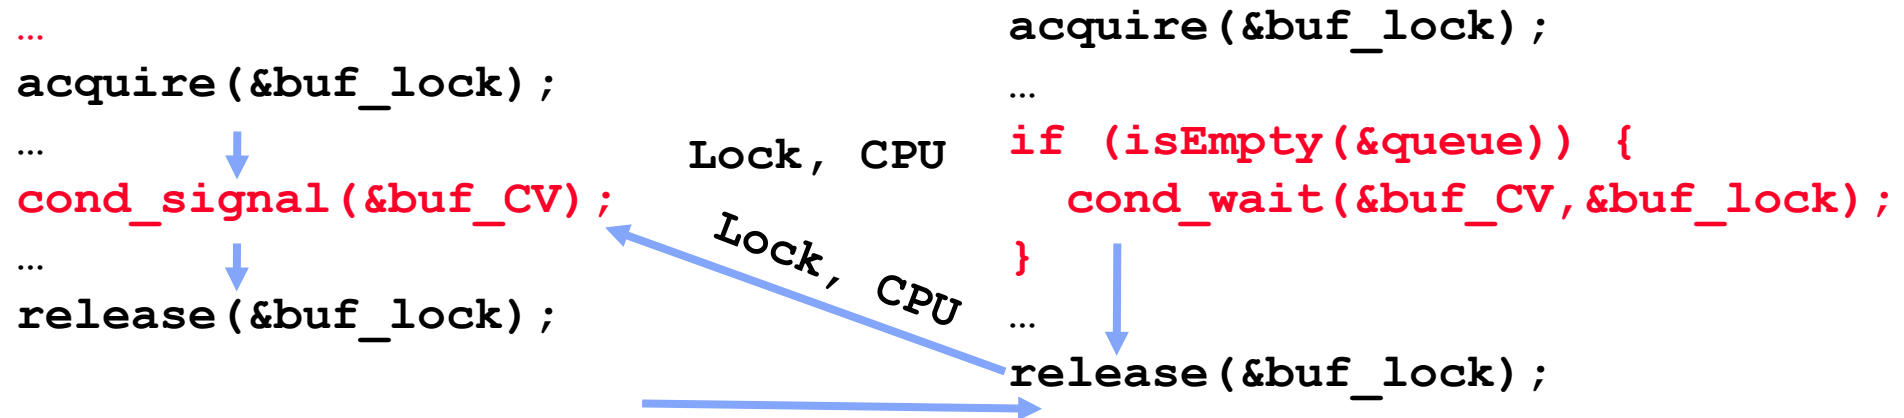 …
acquire(&buf_lock);
…
cond_signal(&buf_CV);
…
release(&buf_lock);
Lock, CPU
Lock, CPU
acquire(&buf_lock);
…
if (isEmpty(&queue)) {
  cond_wait(&buf_CV,&buf_lock);
}
…
release(&buf_lock);